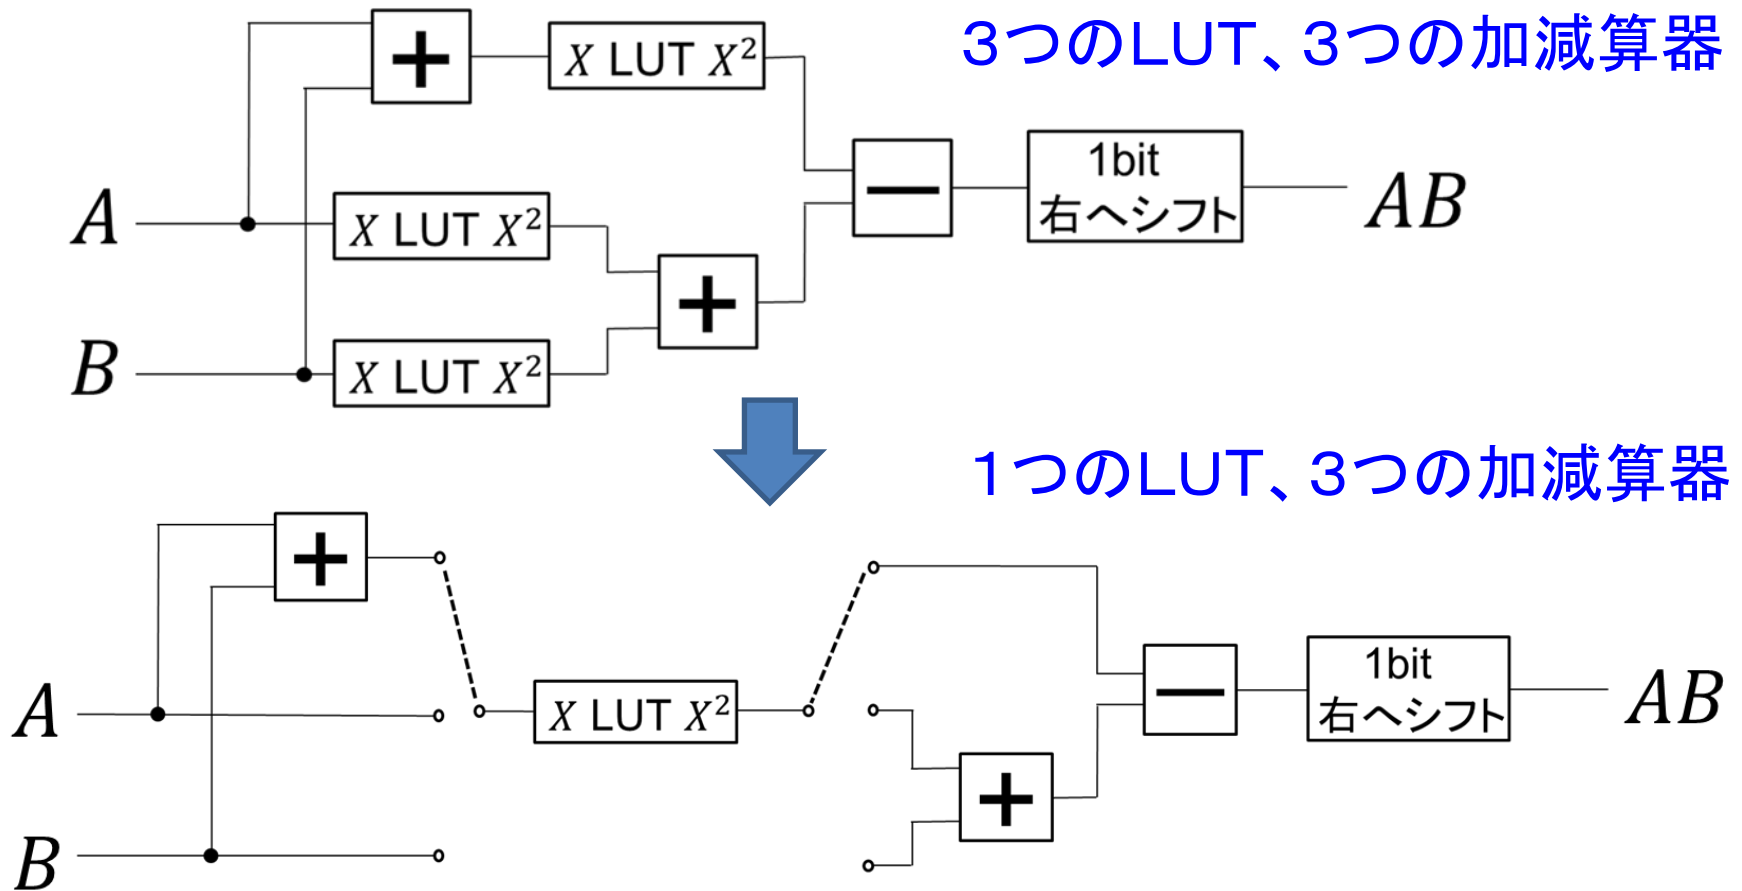 3つのLUT、3つの加減算器
+
X LUT X²
A
X LUT X²
B
X LUT X²
+
−
1bit
右へシフト
AB
1つのLUT、3つの加減算器
+
A
B
X LUT X²
+
−
1bit
右へシフト
AB